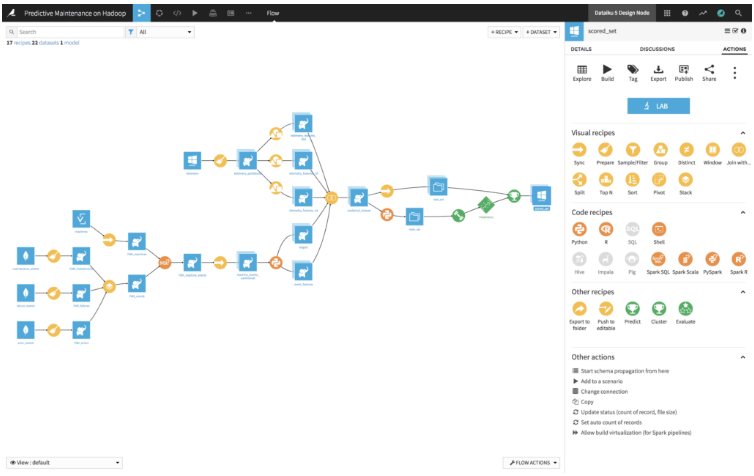 Predictive Maintenance on Hadoop
Flow
Dataiku 5 Design Node
Search
All
+ RECIPE
+ DATASET
17 recipes 22 datasets 1 model
scored_set
DETAILS
DISCUSSIONS
ACTIONS
Explore
Build
Tag
Export
Publish
Share
LAB
Visual recipes
Sync
Prepare
Sample/Filter
Group
Distinct
Window
Join with...
Split
Top N
Sort
Pivot
Stack
Code recipes
Python
R
SQL
Shell
Hive
Impala
Pig
Spark SQL
Spark Scala
PySpark
Spark R
Other recipes
Export to folder
Push to editable
Predict
Cluster
Evaluate
Other actions
Start schema propagation from here
Add to a scenario
Change connection
Copy
Update status (count of record, file size)
Set auto count of records
Allow build virtualization (for Spark pipelines)
View : default
FLOW ACTIONS